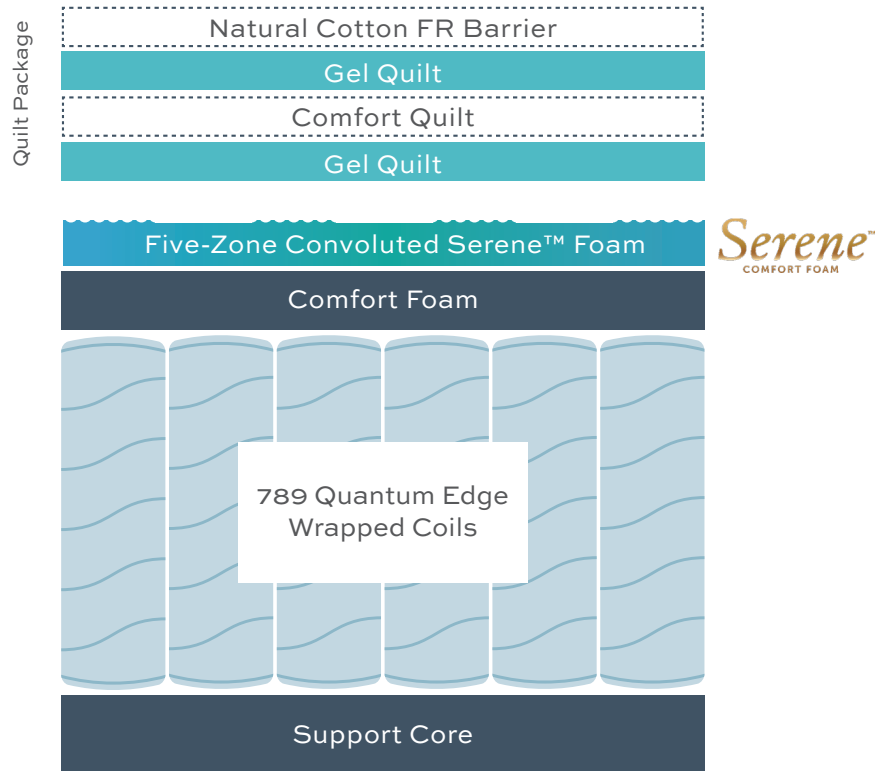 Quilt Package
Natural Cotton FR Barrier
Gel Quilt
Comfort Quilt
Gel Quilt
Five-Zone Convoluted Serene™ Foam
Serene™
COMFORT FOAM
Comfort Foam
789 Quantum Edge
Wrapped Coils
Support Core